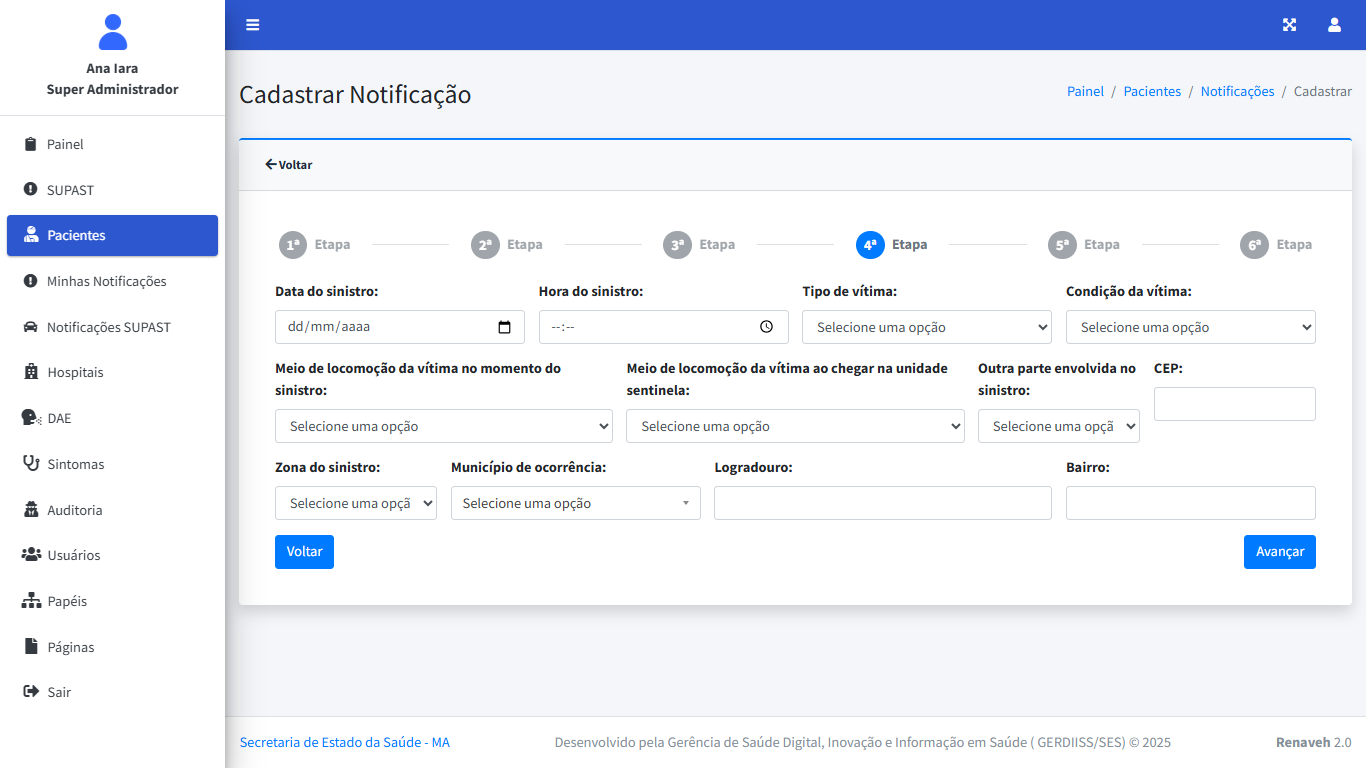 Ana Iara
Super Administrador
Painel
SUPAST
Pacientes
Minhas Notificações
Notificações SUPAST
Hospitais
DAE
Sintomas
Auditoria
Usuários
Papéis
Páginas
Sair
Cadastrar Notificação
Painel / Pacientes / Notificações / Cadastrar
Voltar
1ª Etapa 2ª Etapa 3ª Etapa 4ª Etapa 5ª Etapa 6ª Etapa
Data do sinistro: Hora do sinistro: Tipo de vítima: Condição da vítima:
dd/mm/aaaa --:-- Selecione uma opção Selecione uma opção
Meio de locomoção da vítima no momento do sinistro:
Meio de locomoção da vítima ao chegar na unidade sentinela:
Outra parte envolvida no sinistro:
CEP:
Selecione uma opção Selecione uma opção Selecione uma opçã
Zona do sinistro: Município de ocorrência: Logradouro: Bairro:
Selecione uma opçã Selecione uma opção
Voltar Avançar
Secretaria de Estado da Saúde - MA Desenvolvido pela Gerência de Saúde Digital, Inovação e Informação em Saúde ( GERDIISS/SES) © 2025 Renaveh 2.0